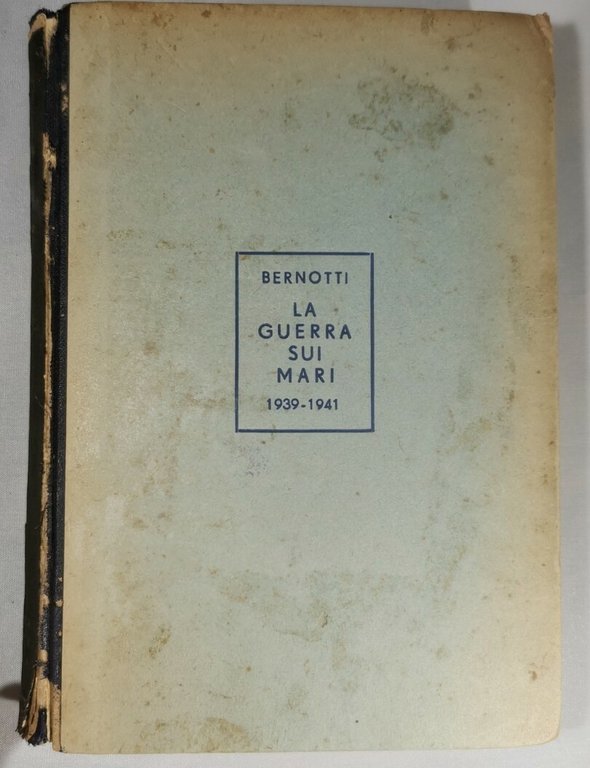 BERNOTTI
LA
GUERRA
SUI
MARI
1939-1941